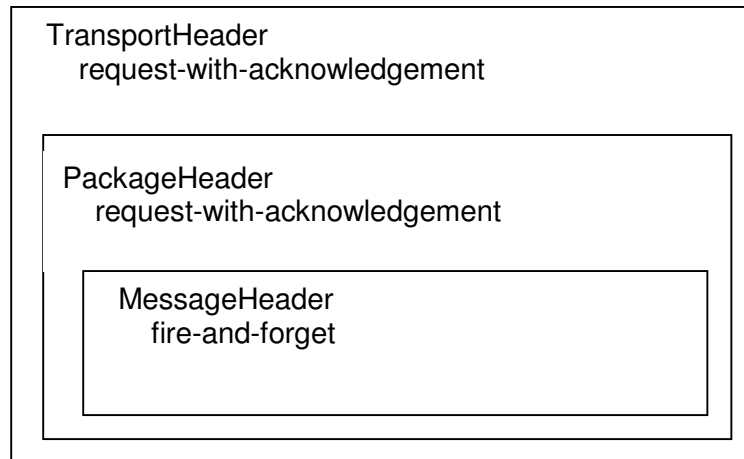 TransportHeader
request-with-acknowledgement
PackageHeader
request-with-acknowledgement
MessageHeader
fire-and-forget